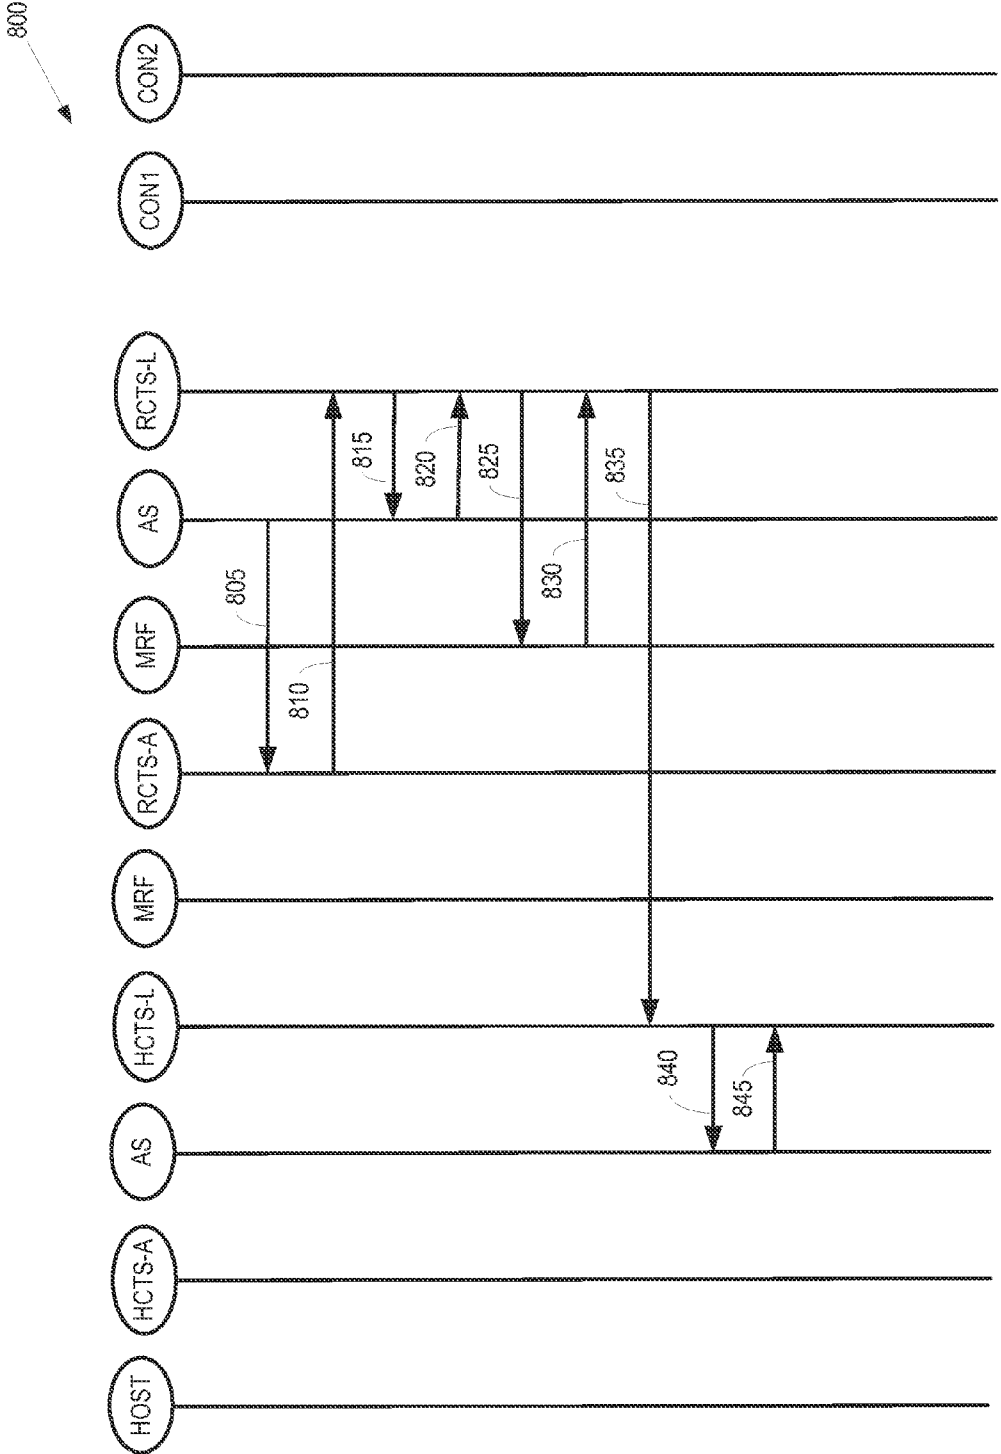 800
HOST
HCTS-A
AS
HCTS-L
MRF
RCTS-A
MRF
AS
RCTS-L
CON1
CON2
805
810
815
820
825
830
835
840
845